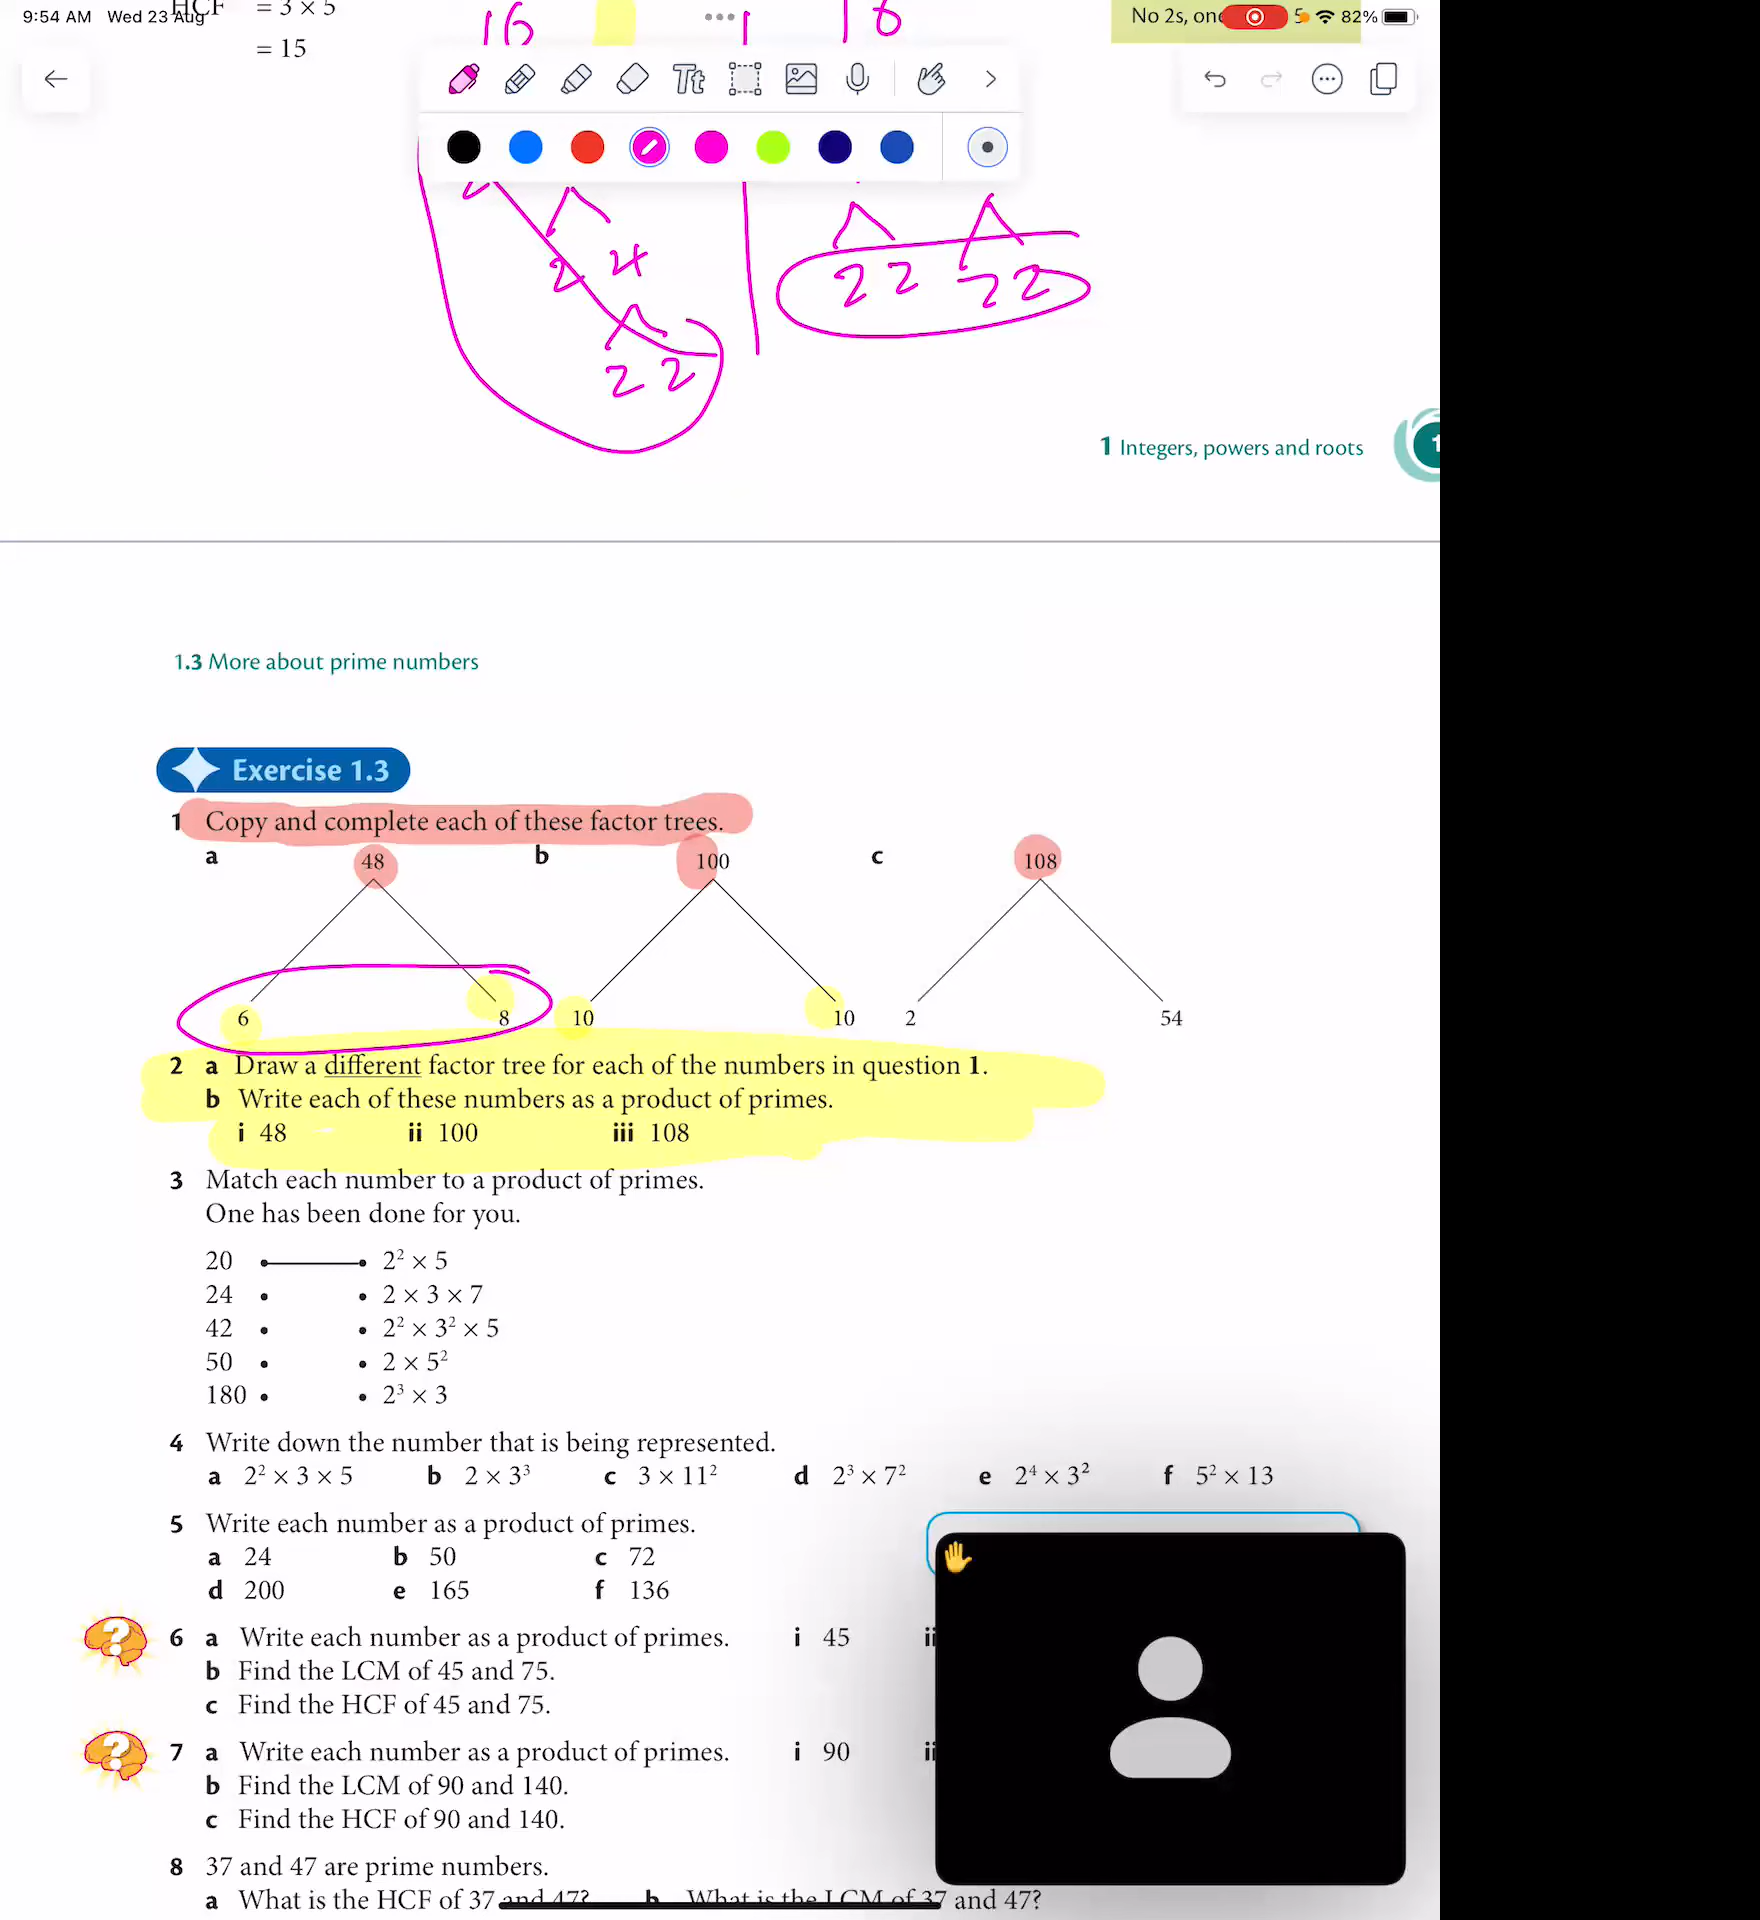 9:54 AM Wed 23 Aug
82%
HCF = 3 × 5
= 15
16
16
No 2s, one
5
Tt
2
2 4
2 2
2 2 2 2
1 Integers, powers and roots
1.3 More about prime numbers
Exercise 1.3
1 Copy and complete each of these factor trees.
a 48 b 100 c 108
6 8 10 10 2 54
2 a Draw a different factor tree for each of the numbers in question 1.
b Write each of these numbers as a product of primes.
i 48 ii 100 iii 108
3 Match each number to a product of primes.
One has been done for you.
20 2² × 5
24 2 × 3 × 7
42 2² × 3² × 5
50 2 × 5²
180 2³ × 3
4 Write down the number that is being represented.
a 2² × 3 × 5 b 2 × 3³ c 3 × 11² d 2³ × 7² e 2⁴ × 3² f 5² × 13
5 Write each number as a product of primes.
a 24 b 50 c 72
d 200 e 165 f 136
6 a Write each number as a product of primes. i 45 ii
b Find the LCM of 45 and 75.
c Find the HCF of 45 and 75.
7 a Write each number as a product of primes. i 90 ii
b Find the LCM of 90 and 140.
c Find the HCF of 90 and 140.
8 37 and 47 are prime numbers.
a What is the HCF of 37 and 47? b What is the LCM of 37 and 47?